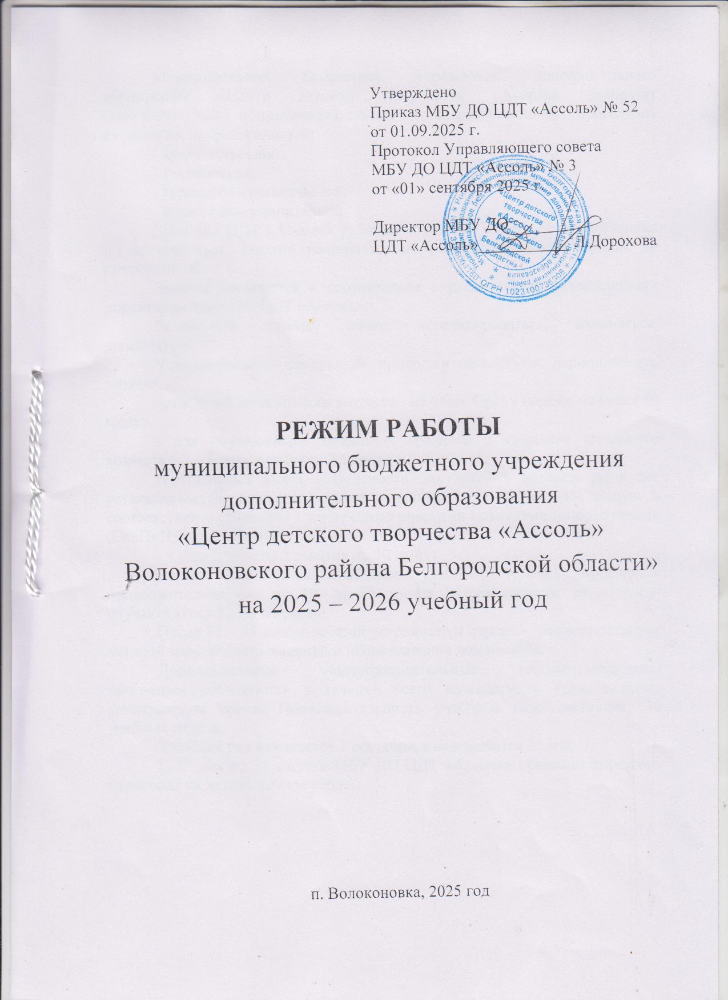 Утверждено
Приказ МБУ ДО ЦДТ «Ассоль» № 52
от 01.09.2025 г.
Протокол Управляющего совета
МБУ ДО ЦДТ «Ассоль» № 3
от «01» сентября 2025 г.
Директор МБУ ДО
ЦДТ «Ассоль» Л.Дорохова
«Центр детского
творчества
«Ассоль»
Волоконовского
района
Белгородской
области»
ОГРН 1023100736306
РЕЖИМ РАБОТЫ
муниципального бюджетного учреждения
дополнительного образования
«Центр детского творчества «Ассоль»
Волоконовского района Белгородской области»
на 2025 – 2026 учебный год
п. Волоконовка, 2025 год